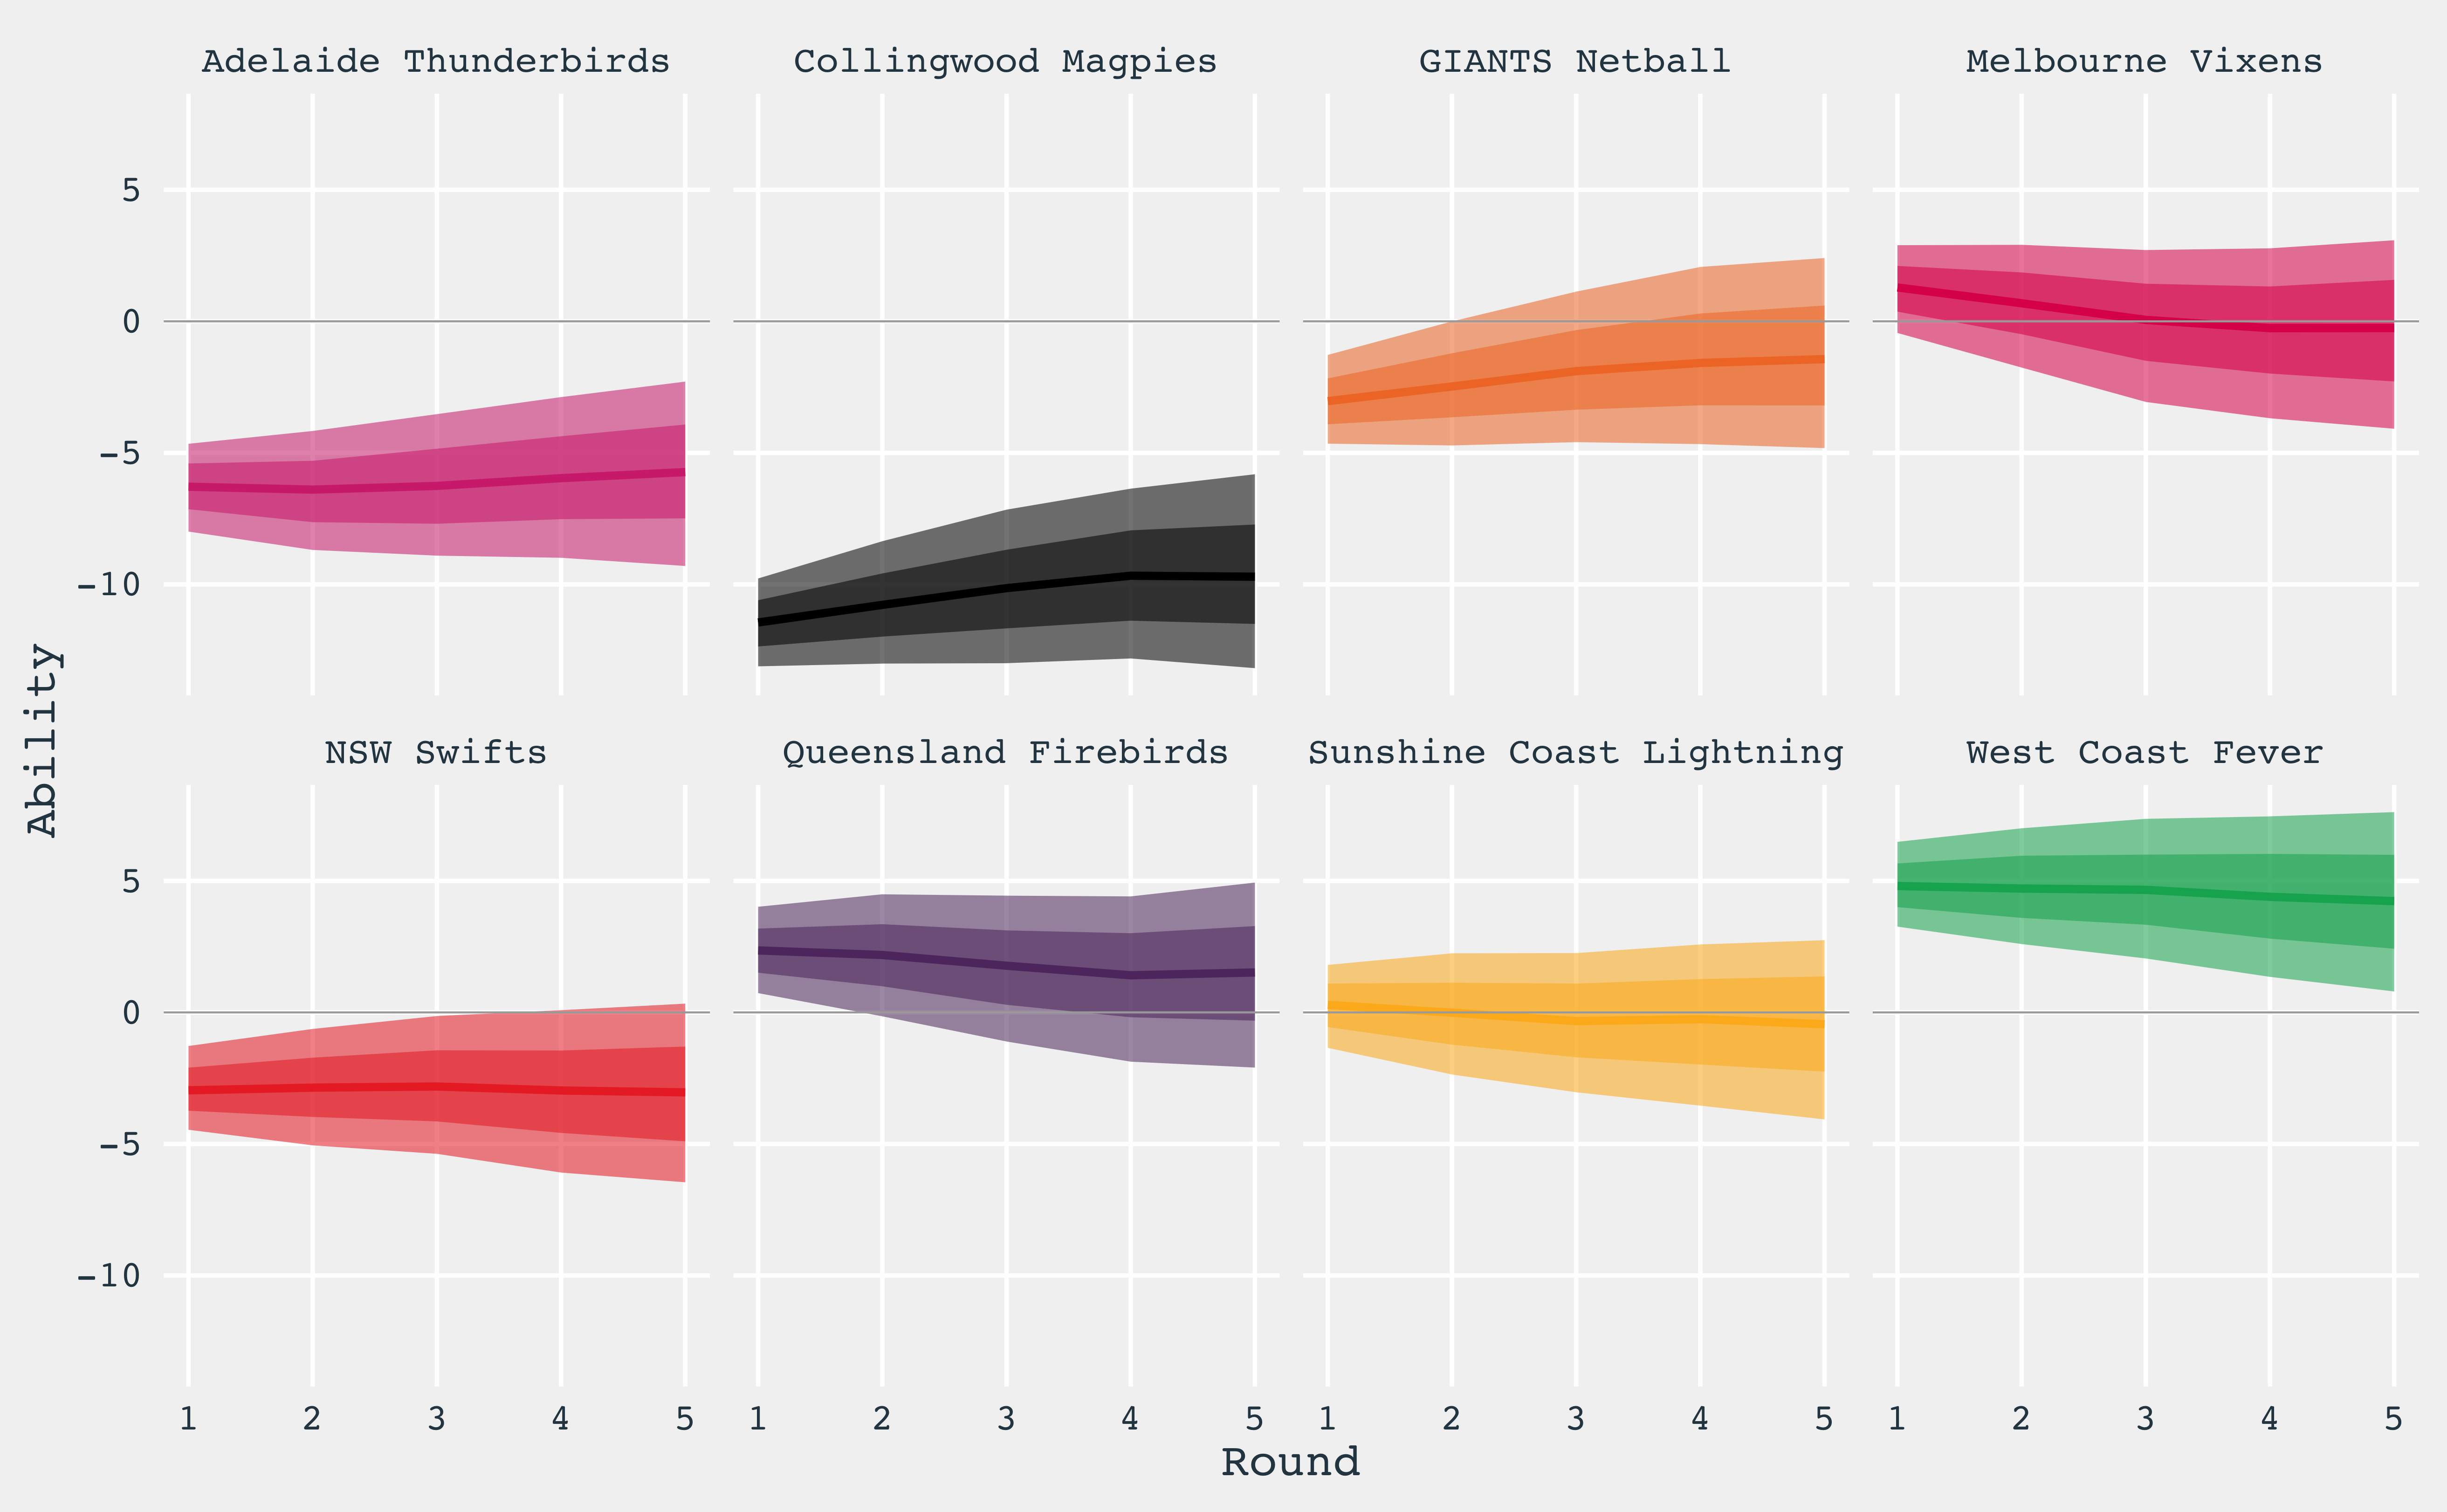 Adelaide Thunderbirds Collingwood Magpies GIANTS Netball Melbourne Vixens
5
0
-5
-10
Ability
NSW Swifts Queensland Firebirds Sunshine Coast Lightning West Coast Fever
5
0
-5
-10
1 2 3 4 5 1 2 3 4 5 1 2 3 4 5 1 2 3 4 5
Round